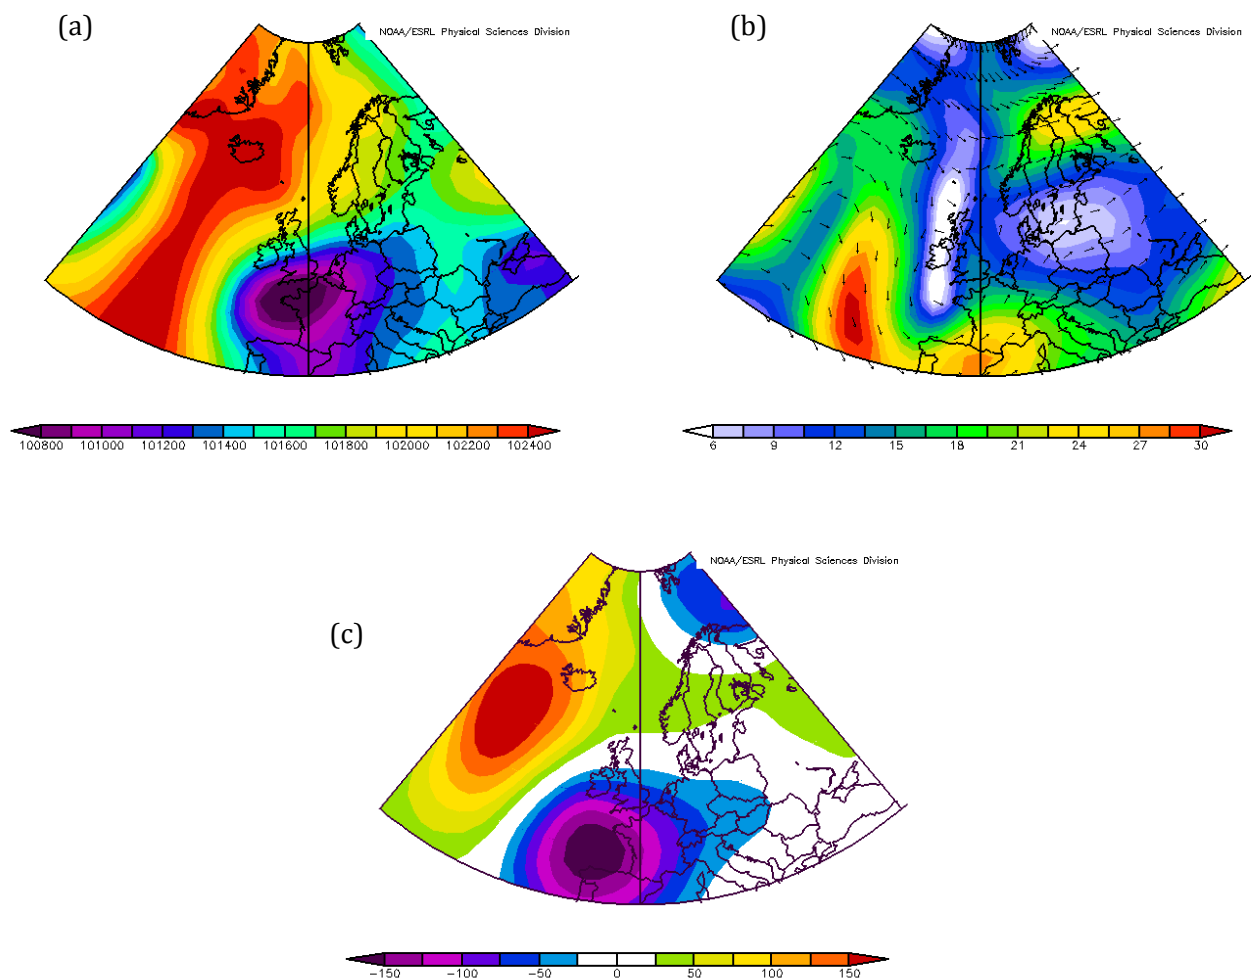 (a)
NOAA/ESRL Physical Sciences Division
100800 101000 101200 101400 101600 101800 102000 102200 102400
(b)
NOAA/ESRL Physical Sciences Division
6 9 12 15 18 21 24 27 30
(c)
NOAA/ESRL Physical Sciences Division
-150 -100 -50 0 50 100 150